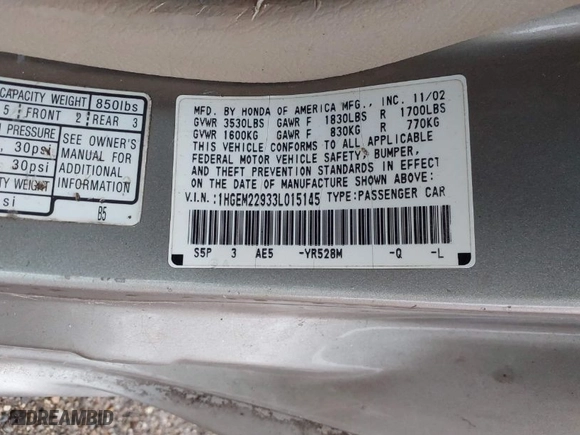 CAPACITY WEIGHT 850lbs
5 FRONT 2 REAR 3
PRESSURE
30psi
30psi
si
SEE OWNER'S
MANUAL FOR
ADDITIONAL
INFORMATION
B5
MFD. BY HONDA OF AMERICA MFG., INC. 11/02
GVWR 3530LBS GAWR F 1830LBS R 1700LBS
GVWR 1600KG GAWR F 830KG R 770KG
THIS VEHICLE CONFORMS TO ALL APPLICABLE
FEDERAL MOTOR VEHICLE SAFETY, BUMPER,
AND THEFT PREVENTION STANDARDS IN EFFECT
ON THE DATE OF MANUFACTURE SHOWN ABOVE:
V.I.N.:1HGEM22933L015145 TYPE:PASSENGER CAR
S5P 3 AE5 -YR528M -Q -L
DREAMBID